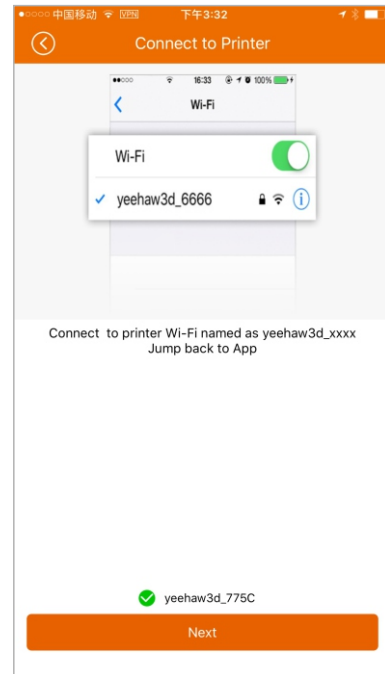 中国移动 VPN 下午3:32
Connect to Printer
16:33 100%
Wi-Fi
Wi-Fi
yeehaw3d_6666
Connect to printer Wi-Fi named as yeehaw3d_xxxx
Jump back to App
yeehaw3d_775C
Next